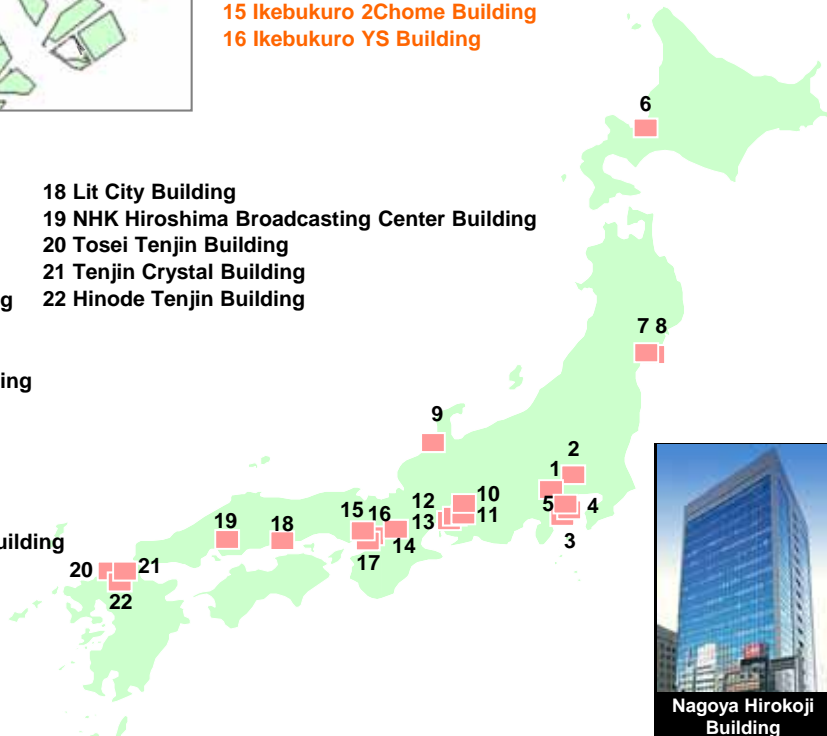 15 Ikebukuro 2Chome Building
16 Ikebukuro YS Building
18 Lit City Building
19 NHK Hiroshima Broadcasting Center Building
20 Tosei Tenjin Building
21 Tenjin Crystal Building
g 22 Hinode Tenjin Building
ing
uilding
6
7 8
9
2
1
10
12
5 4
11
13
15 16
3
14
19 18
17
20 21
22
Nagoya Hirokoji
Building